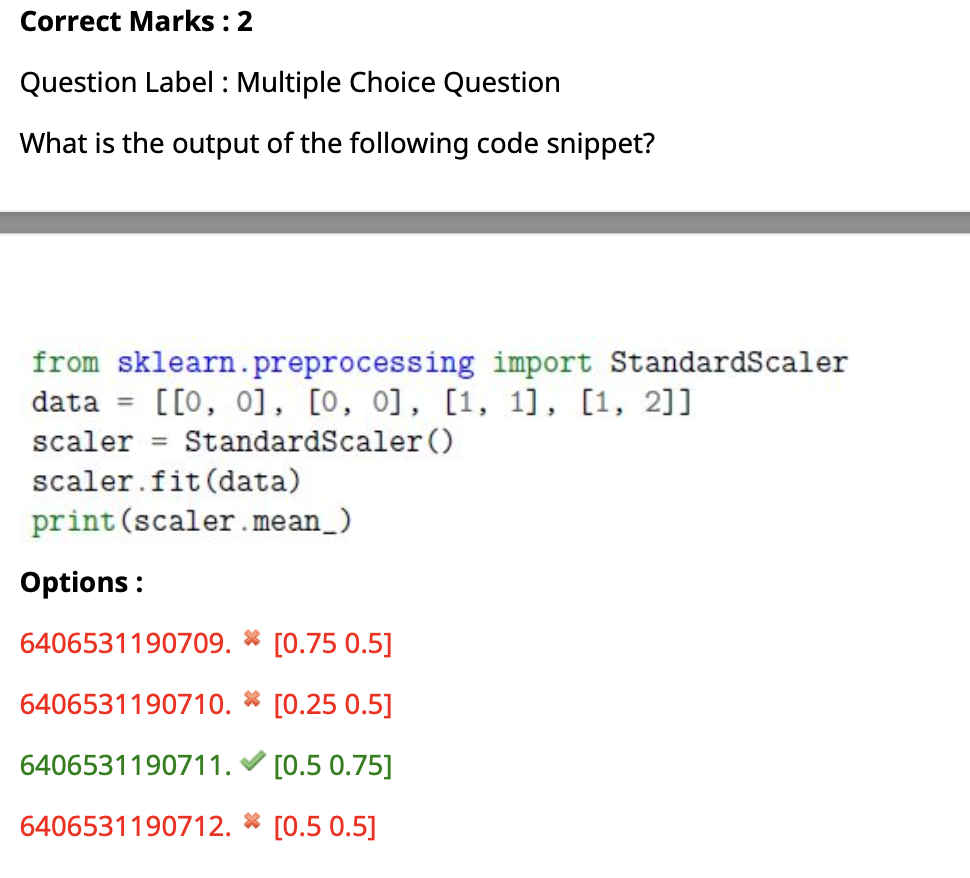 Correct Marks : 2
Question Label : Multiple Choice Question
What is the output of the following code snippet?
from sklearn.preprocessing import StandardScaler
data = [[0, 0], [0, 0], [1, 1], [1, 2]]
scaler = StandardScaler()
scaler.fit(data)
print(scaler.mean_)
Options :
6406531190709. ✖ [0.75 0.5]
6406531190710. ✖ [0.25 0.5]
6406531190711. ✔ [0.5 0.75]
6406531190712. ✖ [0.5 0.5]